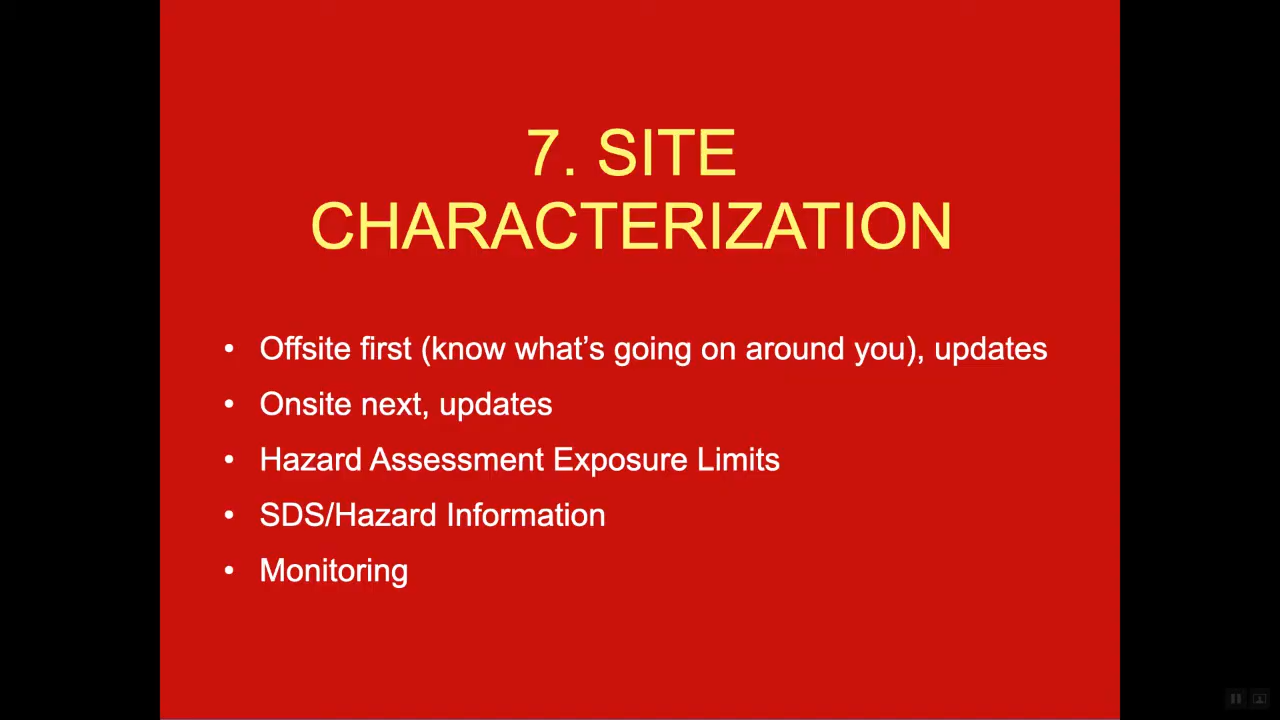 7. SITE
CHARACTERIZATION
• Offsite first (know what’s going on around you), updates
• Onsite next, updates
• Hazard Assessment Exposure Limits
• SDS/Hazard Information
• Monitoring